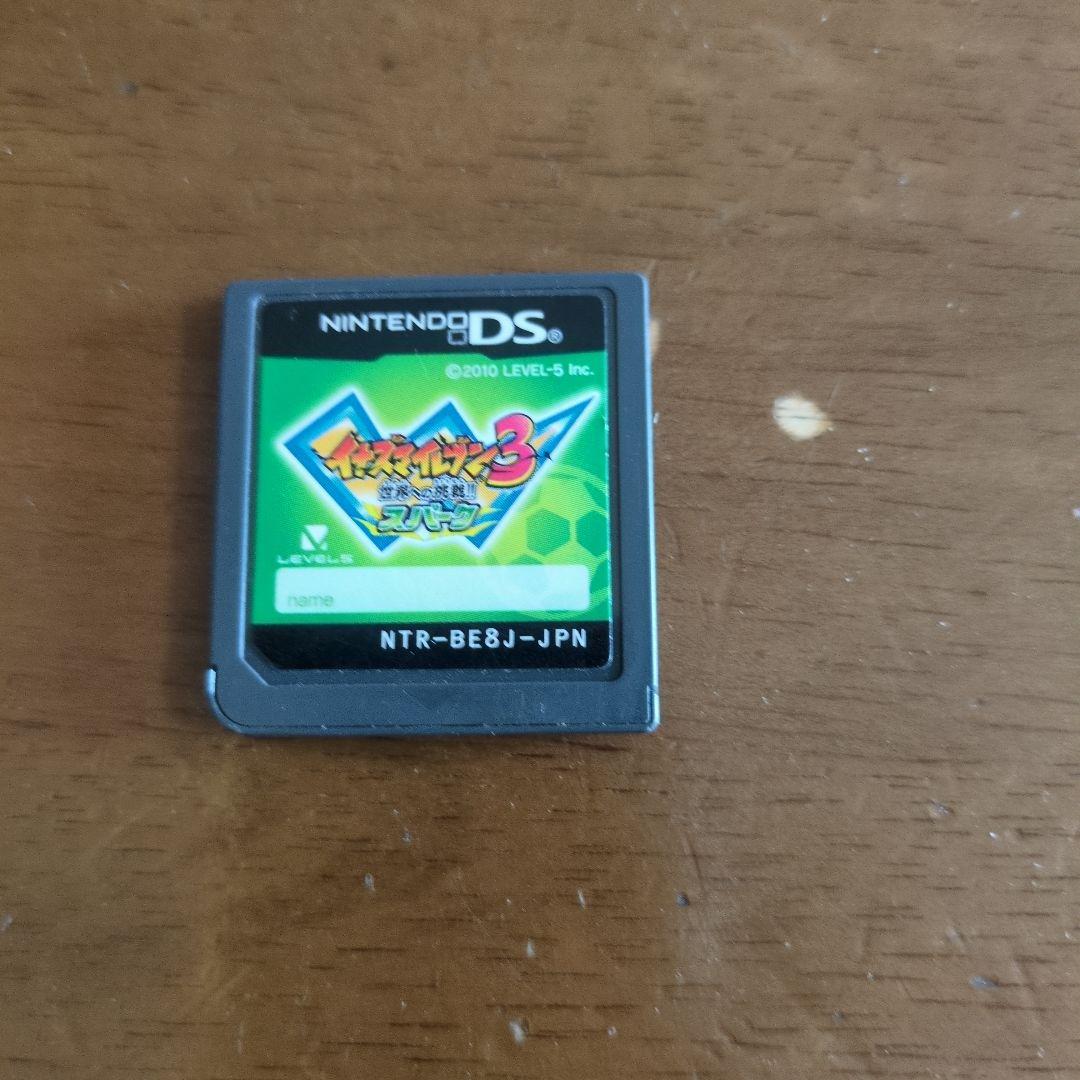 NINTENDO DS®
©2010 LEVEL-5 Inc.
イナズマイレブン3
世界への挑戦!!
スパーク
LEVEL5
name
NTR-BE8J-JPN